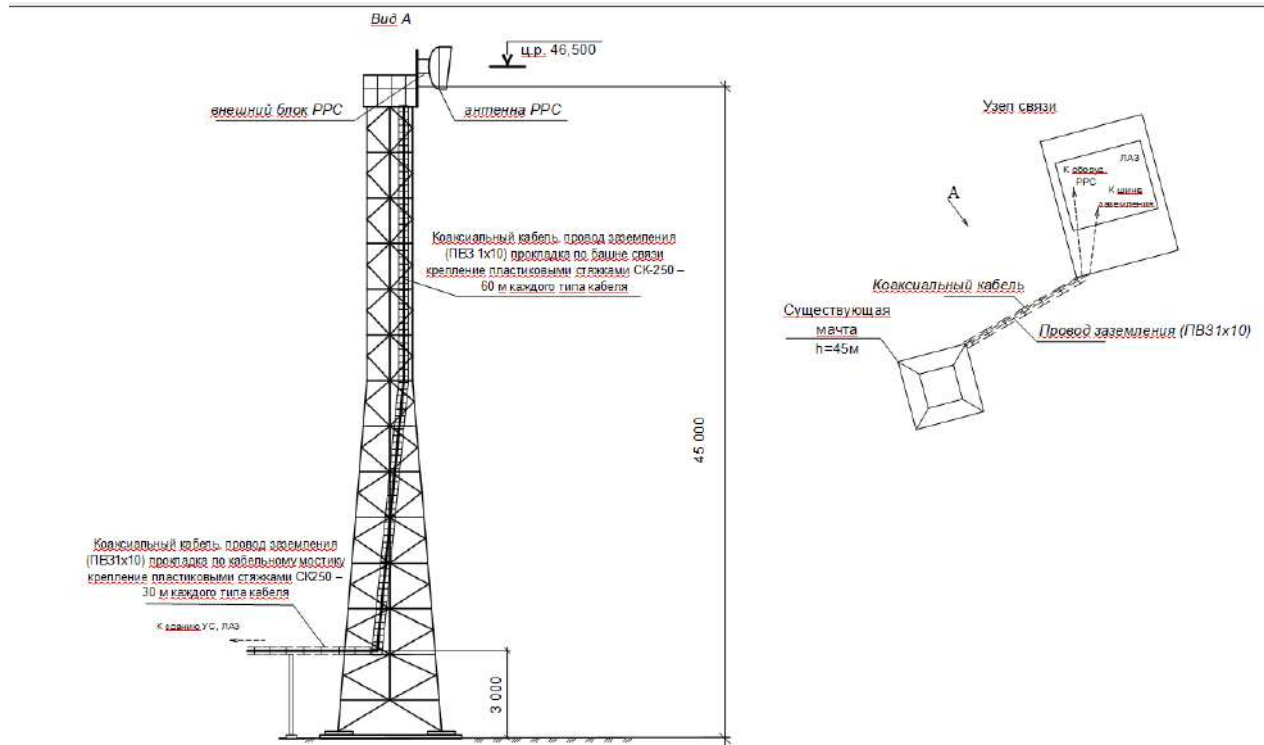 Вид А
ц.р. 46,500
внешний блок РРС
антенна РРС
Коаксиальный кабель, провод заземления
(ПВЗ 1х10) прокладка по башне связи
крепление пластиковыми стяжками СК-250 –
60 м каждого типа кабеля
45 000
Коаксиальный кабель, провод заземления
(ПВЗ1х10) прокладка по кабельному мостику
крепление пластиковыми стяжками СК250 –
30 м каждого типа кабеля
К зданию УС, ЛАЗ
3 000
Узел связи
ЛАЗ
К оборуд.
РРС
К шине
заземления
А
Коаксиальный кабель
Существующая
мачта
h=45м
Провод заземления (ПВЗ1х10)